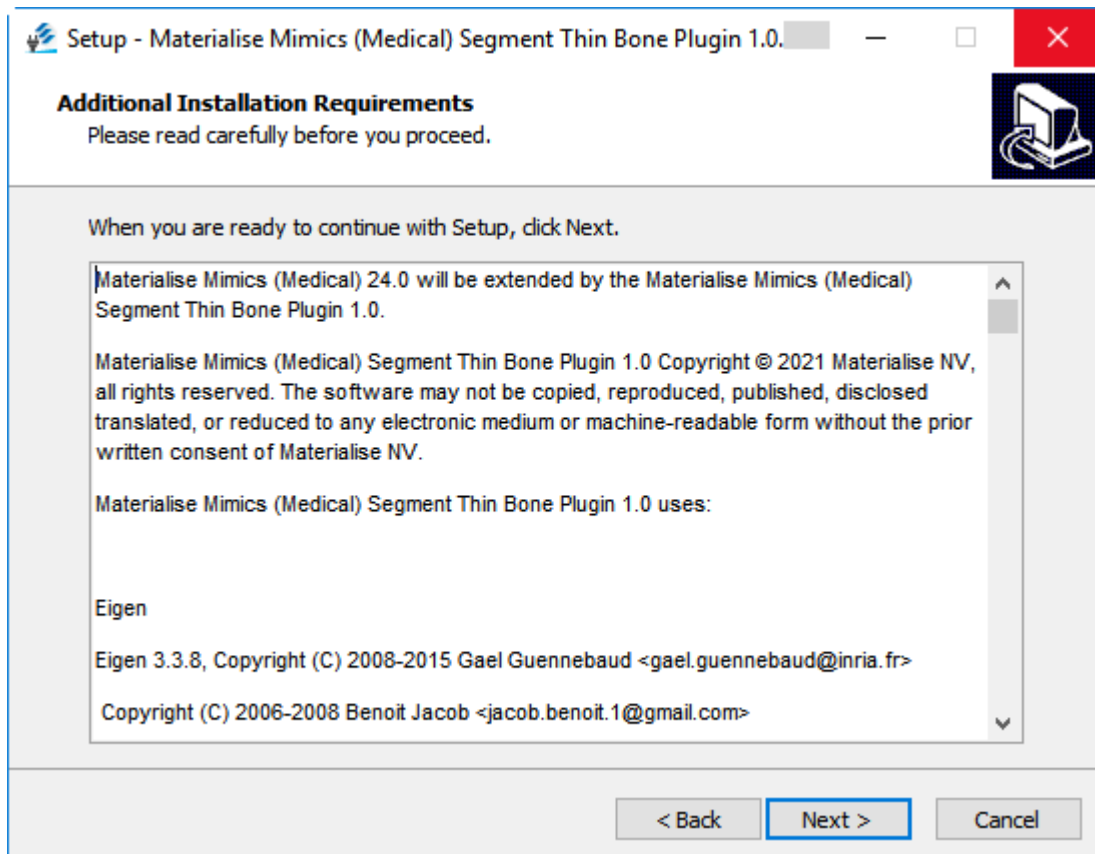 Setup - Materialise Mimics (Medical) Segment Thin Bone Plugin 1.0.
Additional Installation Requirements
Please read carefully before you proceed.
When you are ready to continue with Setup, click Next.
Materialise Mimics (Medical) 24.0 will be extended by the Materialise Mimics (Medical)
Segment Thin Bone Plugin 1.0.
Materialise Mimics (Medical) Segment Thin Bone Plugin 1.0 Copyright © 2021 Materialise NV,
all rights reserved. The software may not be copied, reproduced, published, disclosed
translated, or reduced to any electronic medium or machine-readable form without the prior
written consent of Materialise NV.
Materialise Mimics (Medical) Segment Thin Bone Plugin 1.0 uses:
Eigen
Eigen 3.3.8, Copyright (C) 2008-2015 Gael Guennebaud <gael.guennebaud@inria.fr>
Copyright (C) 2006-2008 Benoit Jacob <jacob.benoit.1@gmail.com>
< Back Next > Cancel